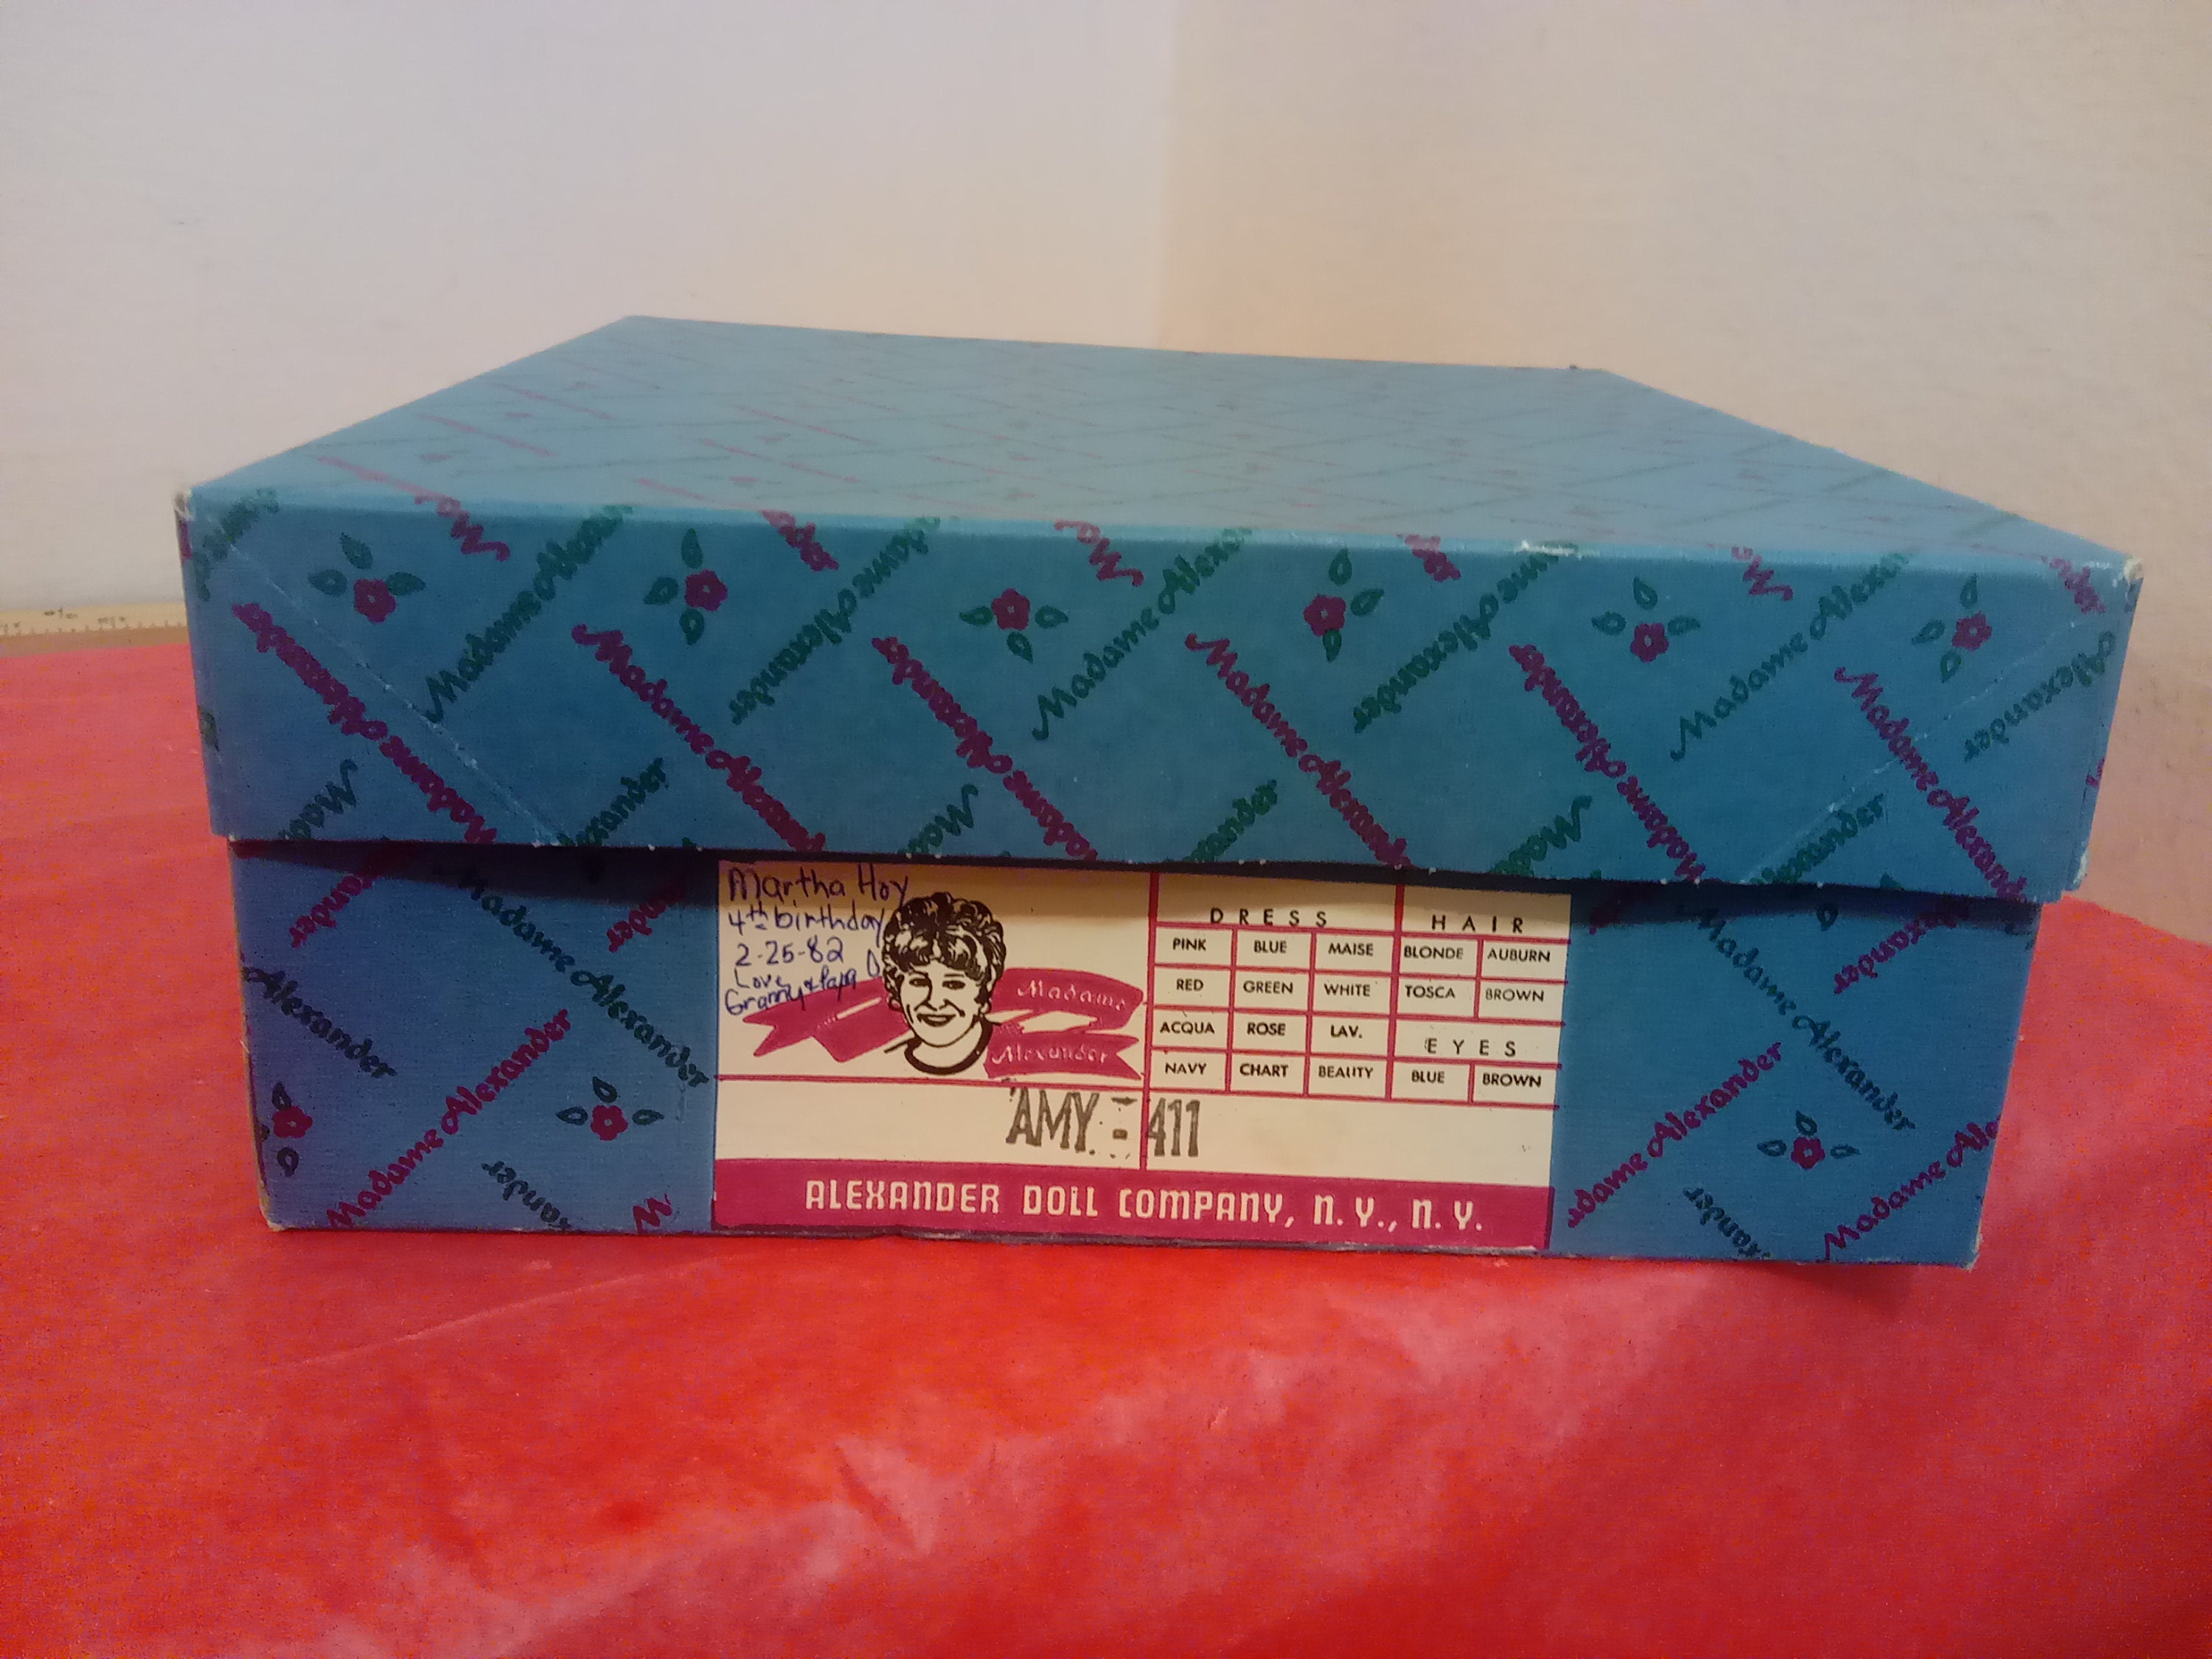 Madame Alexander
Madame Alexander
Madame Alexander
Madame Alexander
Madame Alexander
Martha Hoy
4th birthday
2-25-82
Love
Granny & Papa D
Madame
Alexander
DRESS
PINK BLUE MAISE
RED GREEN WHITE
ACQUA ROSE LAV.
NAVY CHART BEAUTY
HAIR
BLONDE AUBURN
TOSCA BROWN
EYES
BLUE BROWN
AMY - 411
ALEXANDER DOLL COMPANY, N.Y., N.Y.
Madame Alexander
Alexander
Madame Alexander
Madame Alexander